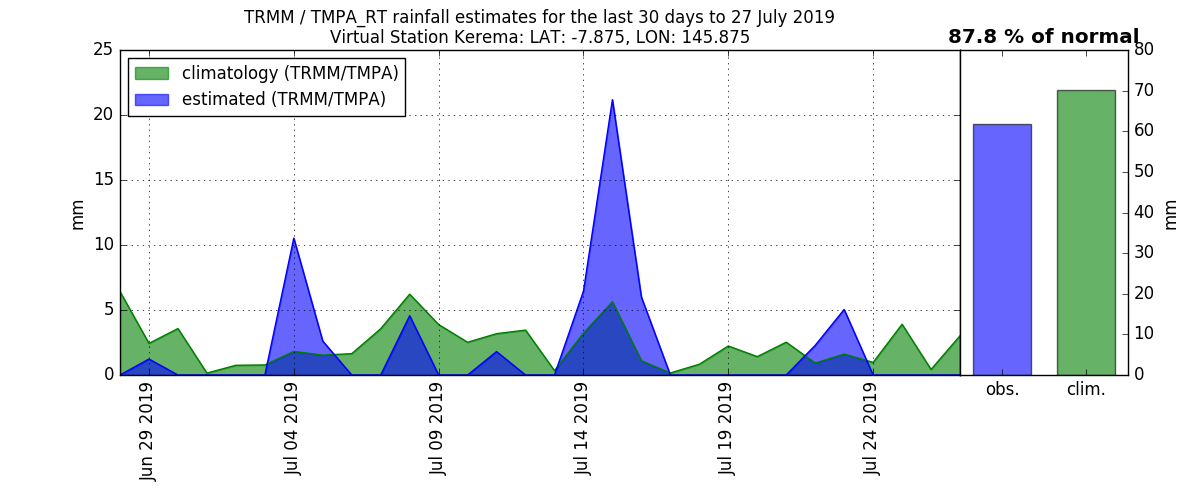 TRMM / TMPA_RT rainfall estimates for the last 30 days to 27 July 2019
Virtual Station Kerema: LAT: -7.875, LON: 145.875
87.8 % of normal
climatology (TRMM/TMPA)
estimated (TRMM/TMPA)
25
20
15
10
5
0
mm
Jun 29 2019
Jul 04 2019
Jul 09 2019
Jul 14 2019
Jul 19 2019
Jul 24 2019
80
70
60
50
40
30
20
10
0
mm
obs.
clim.